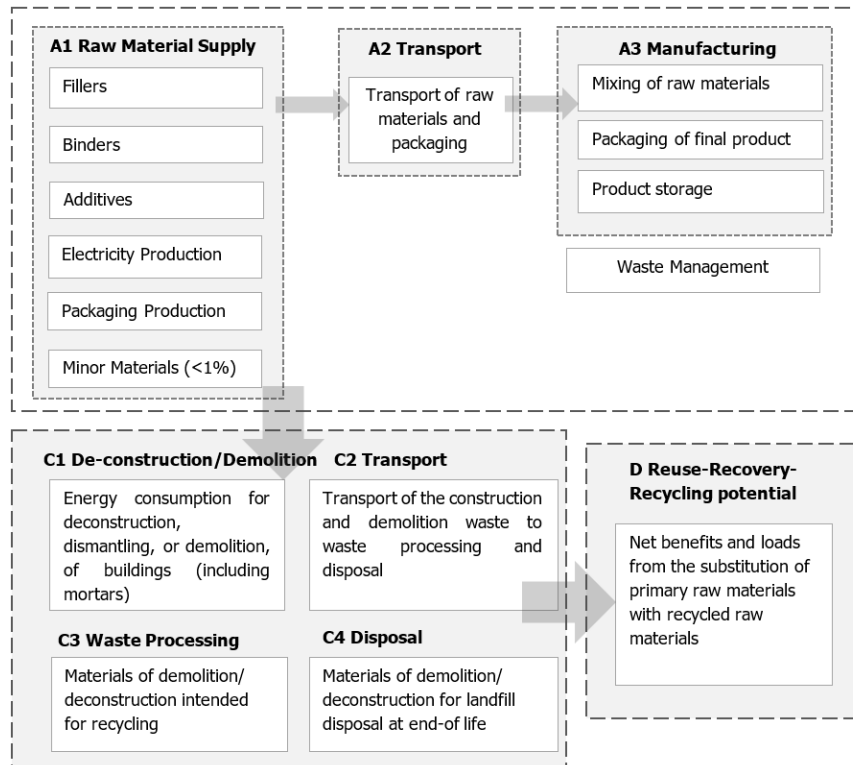 A1 Raw Material Supply
Fillers
Binders
Additives
Electricity Production
Packaging Production
Minor Materials (<1%)
A2 Transport
Transport of raw
materials and
packaging
A3 Manufacturing
Mixing of raw materials
Packaging of final product
Product storage
Waste Management
C1 De-construction/Demolition
Energy consumption for
deconstruction,
dismantling, or demolition,
of buildings (including
mortars)
C2 Transport
Transport of the construction
and demolition waste to
waste processing and
disposal
C3 Waste Processing
Materials of demolition/
deconstruction intended
for recycling
C4 Disposal
Materials of demolition/
deconstruction for landfill
disposal at end-of life
D Reuse-Recovery-
Recycling potential
Net benefits and loads
from the substitution of
primary raw materials
with recycled raw
materials